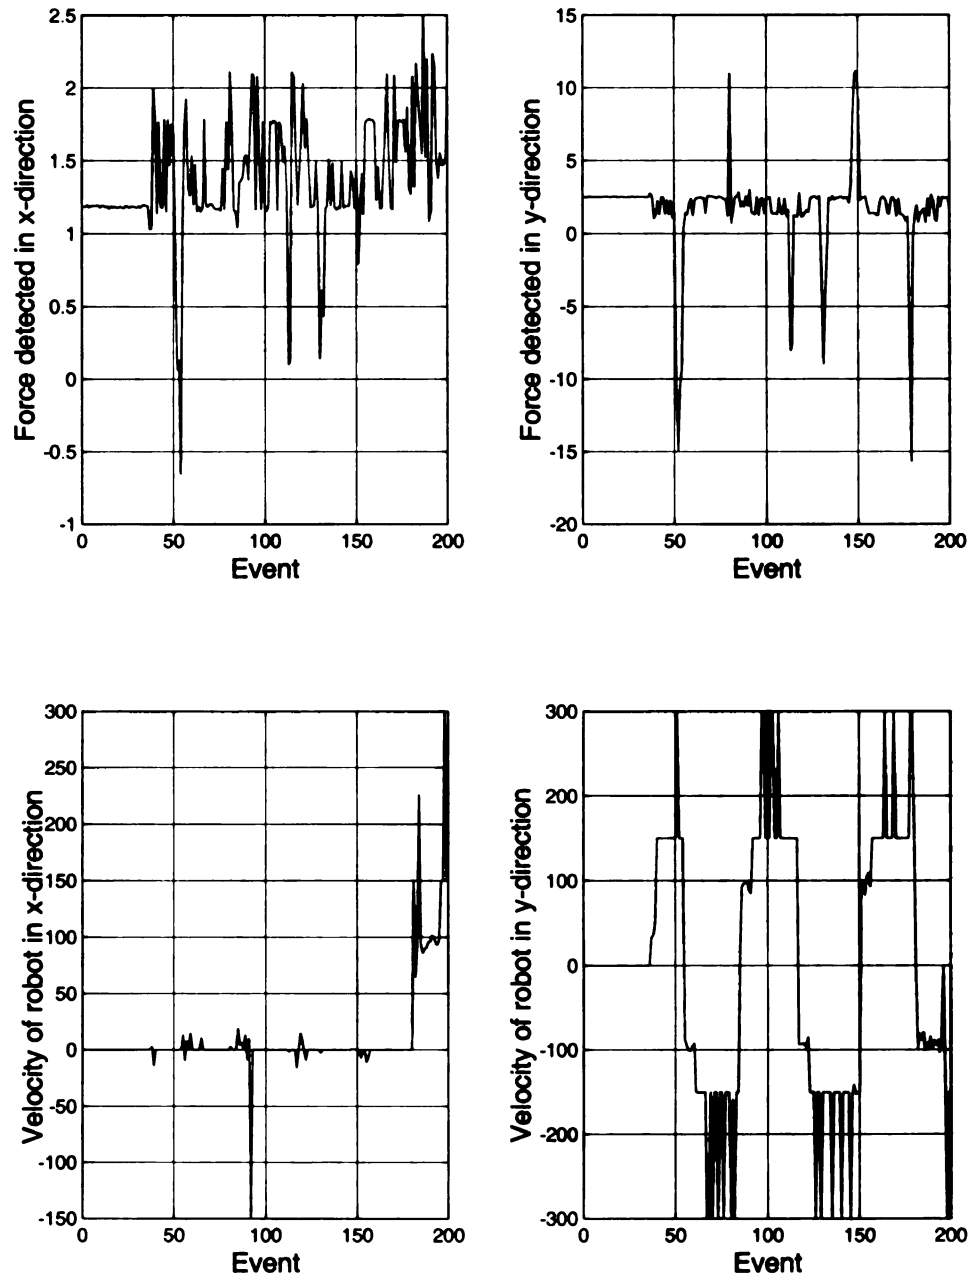 2.5
2
1.5
1
0.5
0
-0.5
-1
Force detected in x-direction
0 50 100 150 200
Event
15
10
5
0
-5
-10
-15
-20
Force detected in y-direction
0 50 100 150 200
Event
300
250
200
150
100
50
0
-50
-100
-150
Velocity of robot in x-direction
0 50 100 150 200
Event
300
200
100
0
-100
-200
-300
Velocity of robot in y-direction
0 50 100 150 200
Event